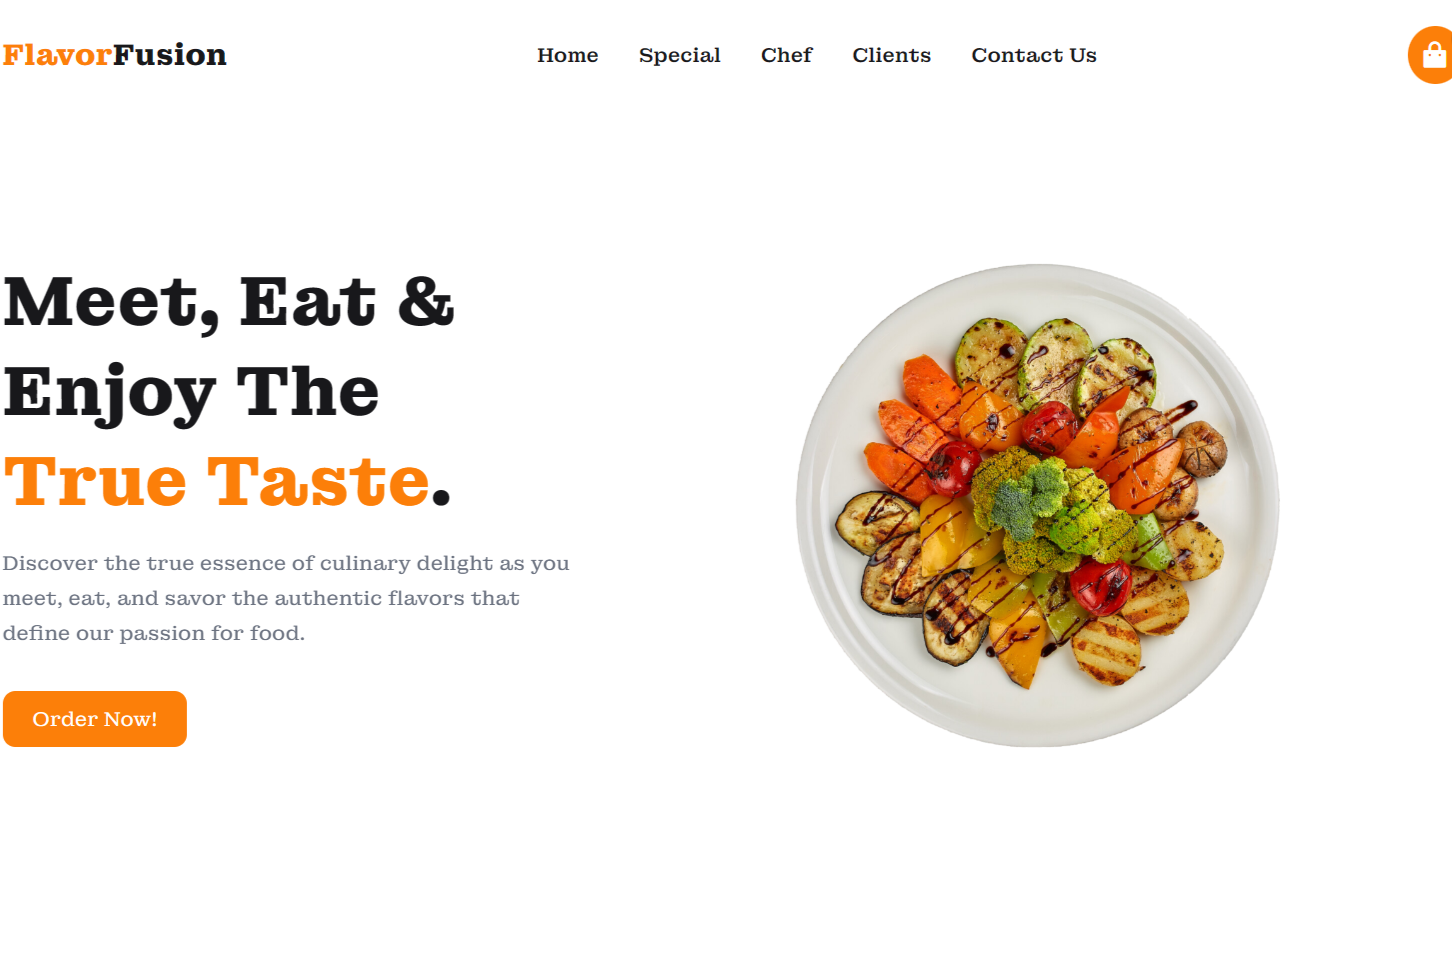 FlavorFusion
Home Special Chef Clients Contact Us
Meet, Eat &
Enjoy The
True Taste.
Discover the true essence of culinary delight as you
meet, eat, and savor the authentic flavors that
define our passion for food.
Order Now!